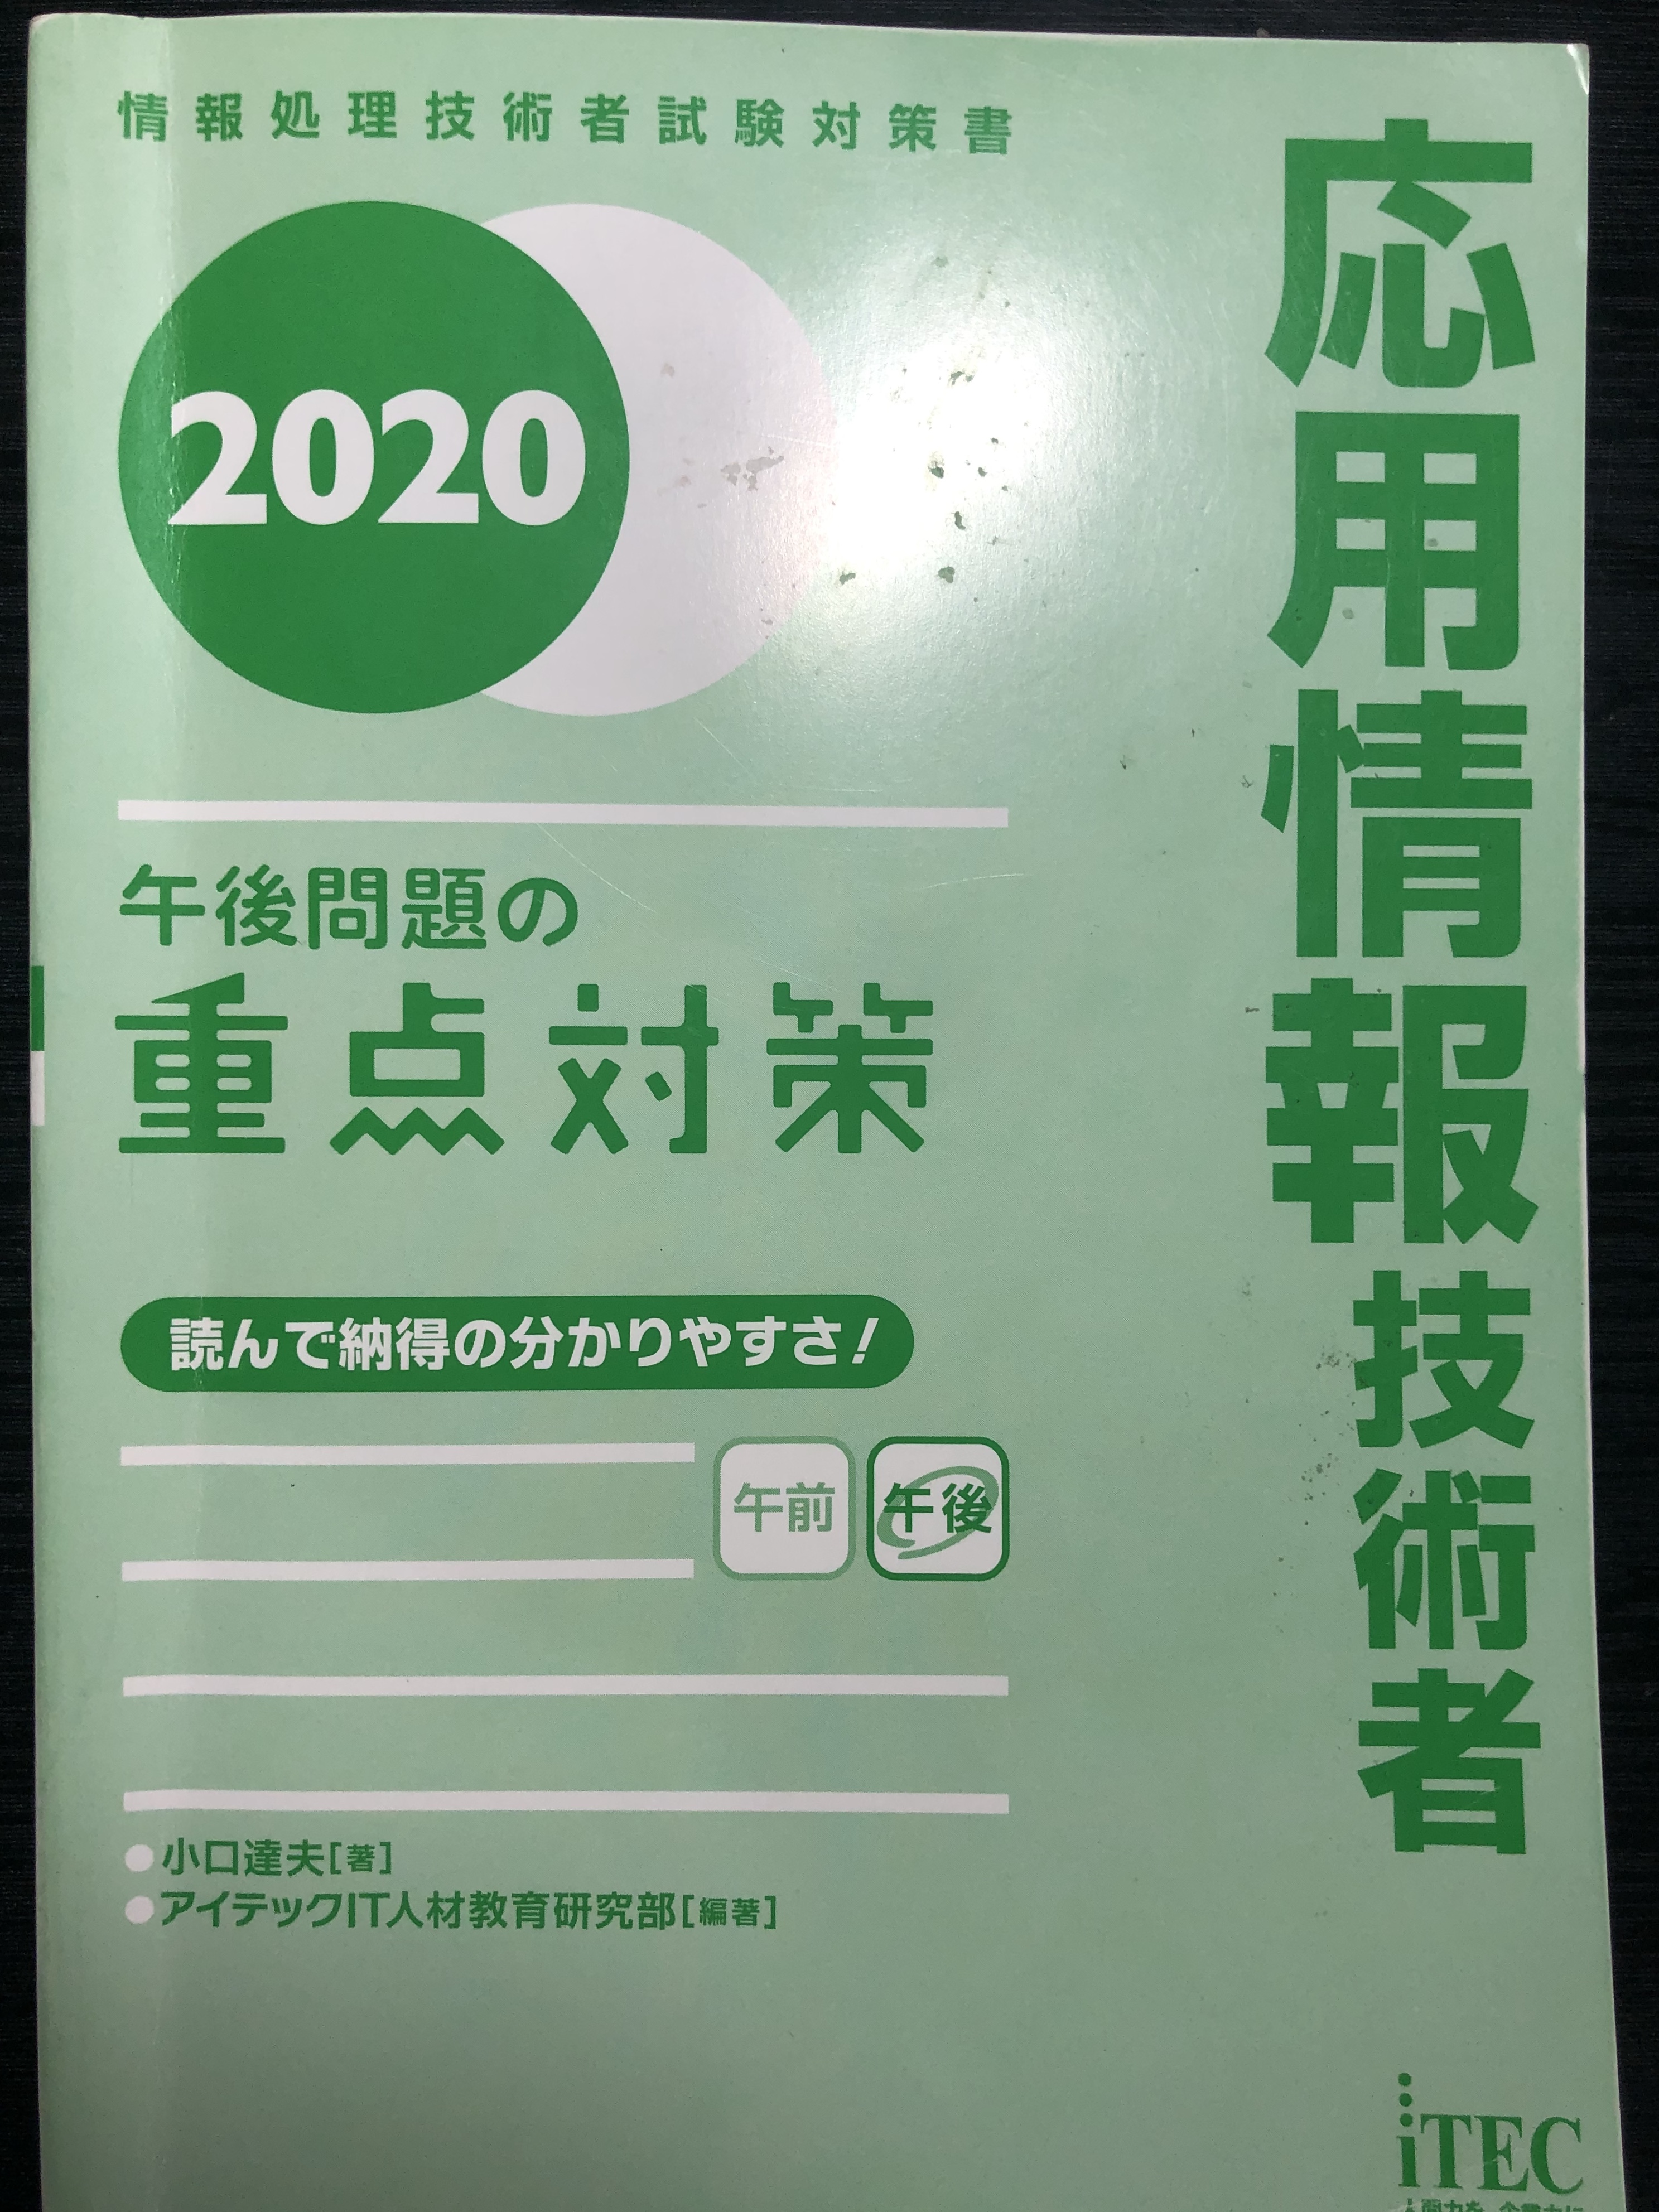 情報処理技術者試験対策書
応用情報技術者
2020
午後問題の
重点対策
読んで納得の分かりやすさ!
午前 午後
●小口達夫[著]
●アイテックIT人材教育研究部[編著]
iTEC